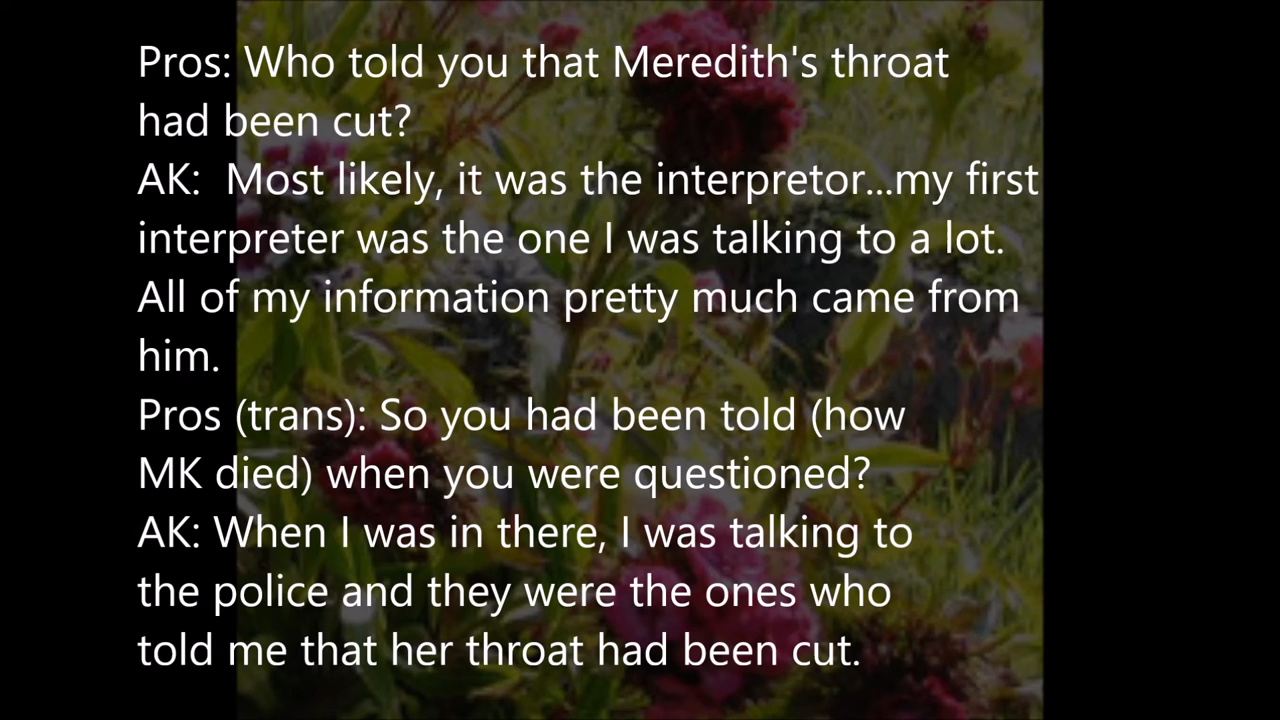 Pros: Who told you that Meredith's throat
had been cut?
AK:  Most likely, it was the interpretor...my first
interpreter was the one I was talking to a lot.
All of my information pretty much came from
him.
Pros (trans): So you had been told (how
MK died) when you were questioned?
AK: When I was in there, I was talking to
the police and they were the ones who
told me that her throat had been cut.